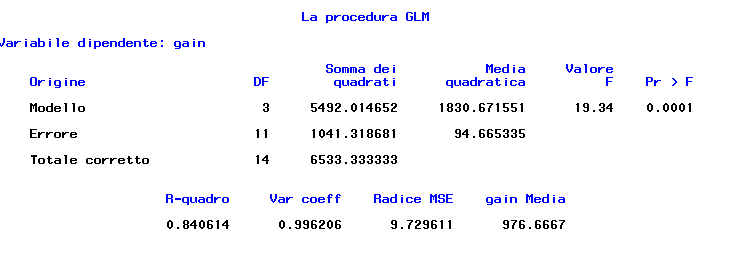 La procedura GLM
Variabile dipendente: gain
Somma dei Media Valore
Origine DF quadrati quadratica F Pr > F
Modello 3 5492.014652 1830.671551 19.34 0.0001
Errore 11 1041.318681 94.665335
Totale corretto 14 6533.333333
R-quadro Var coeff Radice MSE gain Media
0.840614 0.996206 9.729611 976.6667